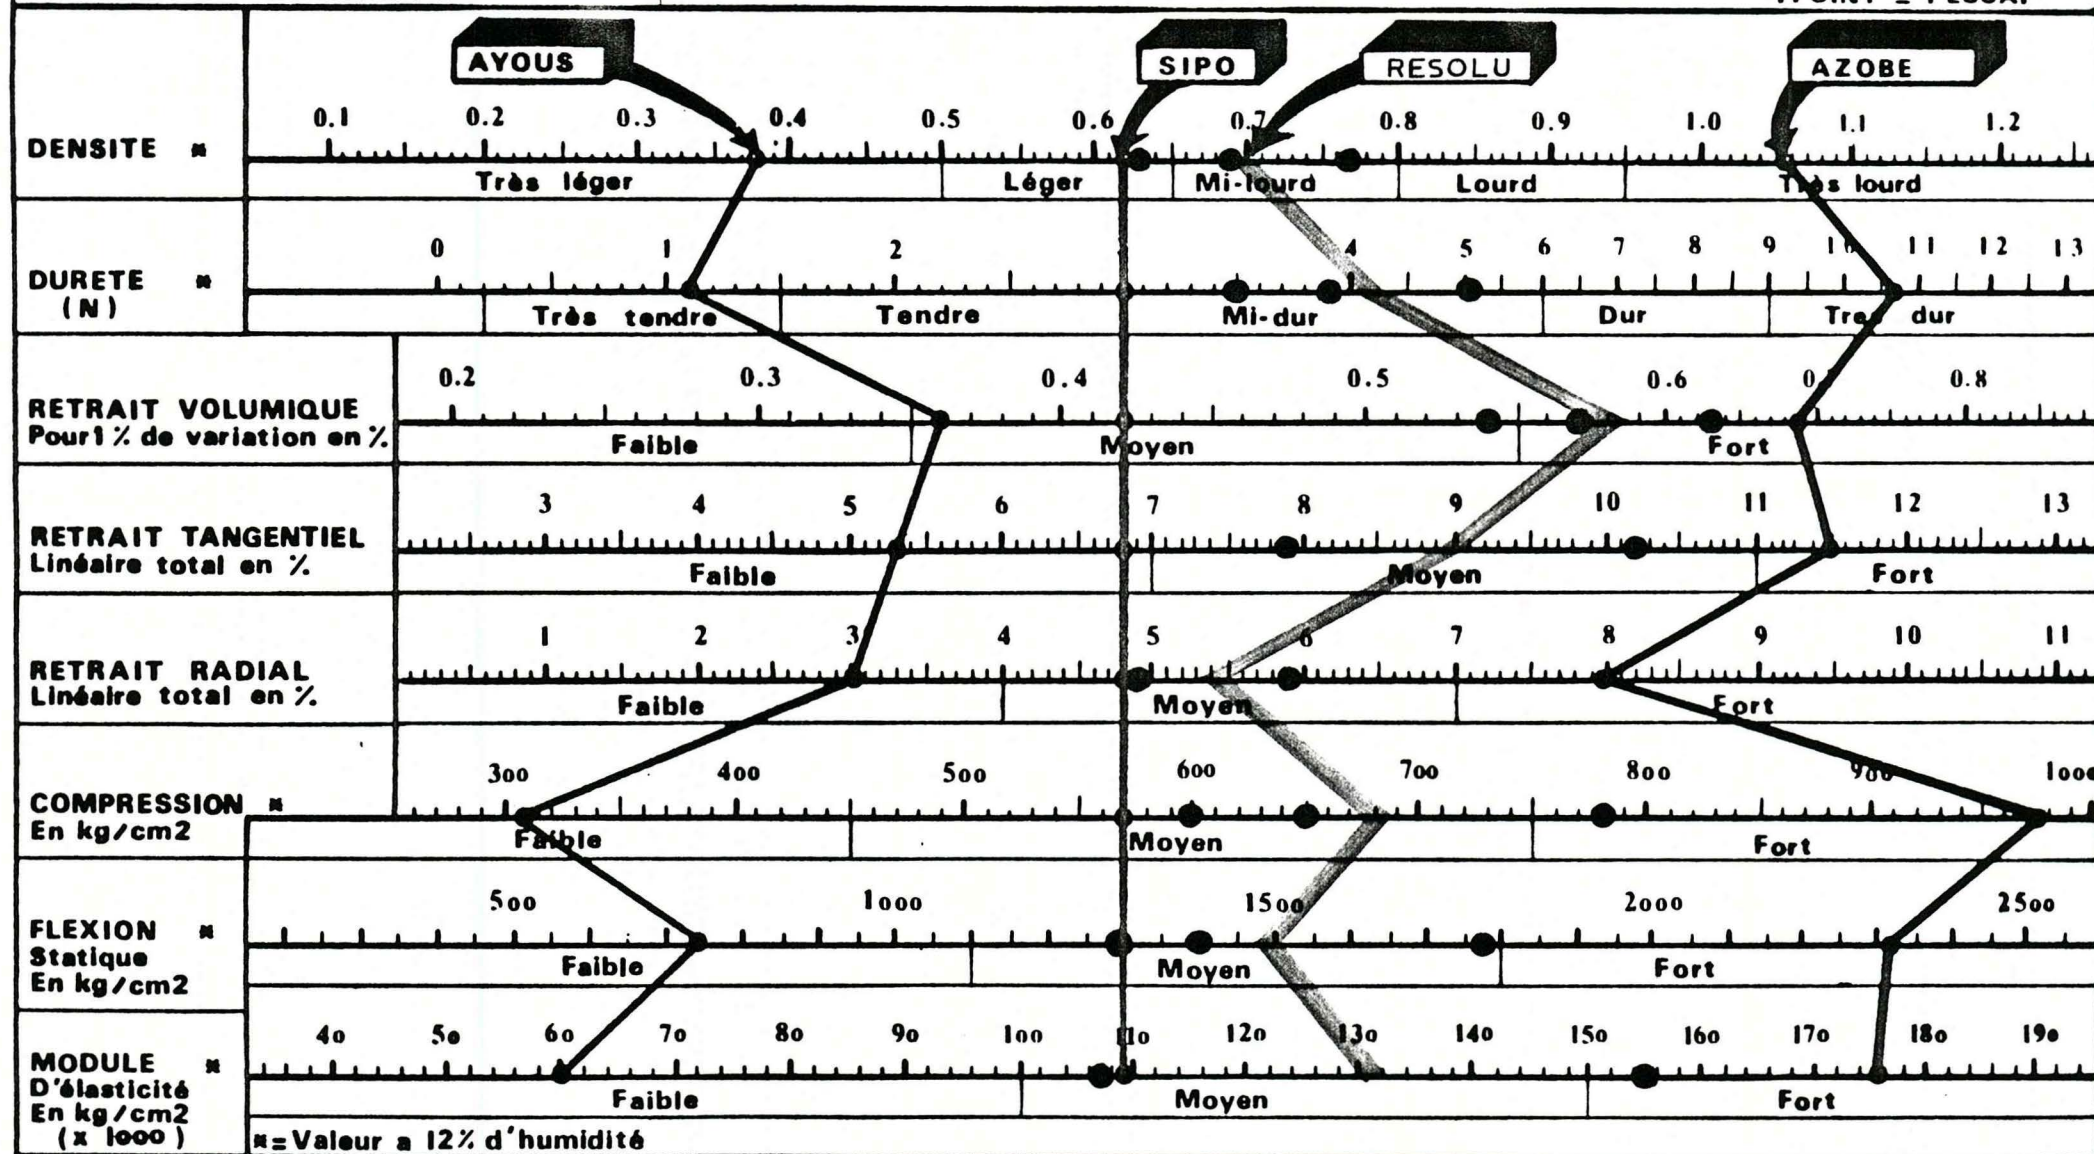 AYOUS SIPO RESOLU AZOBE
0.1 0.2 0.3 0.4 0.5 0.6 0.7 0.8 0.9 1.0 1.1 1.2
DENSITE ¤
Très léger Léger Mi-lourd Lourd Très lourd
0 1 2 4 5 6 7 8 9 10 11 12 13
DURETE ¤
(N)
Très tendre Tendre Mi-dur Dur Tres dur
0.2 0.3 0.4 0.5 0.6 0.8
RETRAIT VOLUMIQUE
Pour 1 % de variation en %
Faible Moyen Fort
3 4 5 6 7 8 9 10 11 12 13
RETRAIT TANGENTIEL
Linéaire total en %
Faible Moyen Fort
1 2 3 4 5 6 7 8 9 10 11
RETRAIT RADIAL
Linéaire total en %
Faible Moyen Fort
300 400 500 600 700 800 900 1000
COMPRESSION ¤
En kg/cm2
Faible Moyen Fort
500 1000 1500 2000 2500
FLEXION ¤
Statique
En kg/cm2
Faible Moyen Fort
40 50 60 70 80 90 100 110 120 130 140 150 160 170 180 190
MODULE ¤
D'élasticité
En kg/cm2
(x 1000)
Faible Moyen Fort
¤=Valeur a 12% d'humidité